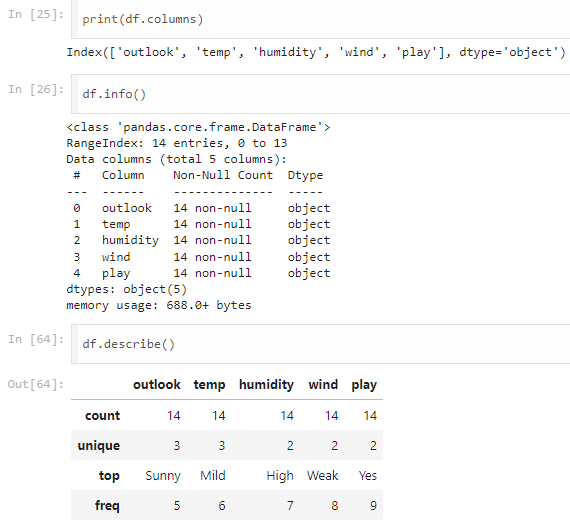 In [25]: print(df.columns)
Index(['outlook', 'temp', 'humidity', 'wind', 'play'], dtype='object')
In [26]: df.info()
<class 'pandas.core.frame.DataFrame'>
RangeIndex: 14 entries, 0 to 13
Data columns (total 5 columns):
 #   Column    Non-Null Count  Dtype
---  ------    --------------  -----
 0   outlook   14 non-null     object
 1   temp      14 non-null     object
 2   humidity  14 non-null     object
 3   wind      14 non-null     object
 4   play      14 non-null     object
dtypes: object(5)
memory usage: 688.0+ bytes
In [64]: df.describe()
Out[64]:
outlook temp humidity wind play
count 14 14 14 14 14
unique 3 3 2 2 2
top Sunny Mild High Weak Yes
freq 5 6 7 8 9